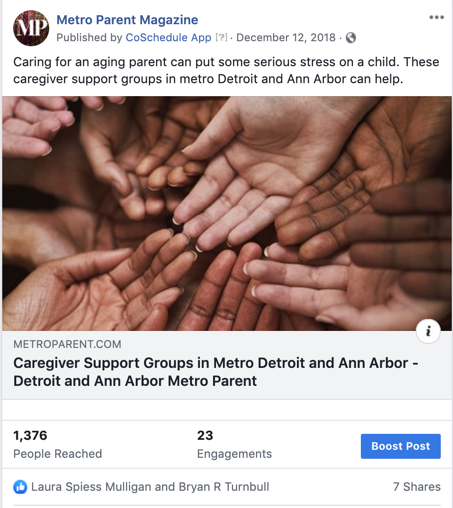 MP
Metro Parent Magazine
Published by CoSchedule App [?] · December 12, 2018 ·
Caring for an aging parent can put some serious stress on a child. These
caregiver support groups in metro Detroit and Ann Arbor can help.
i
METROPARENT.COM
Caregiver Support Groups in Metro Detroit and Ann Arbor -
Detroit and Ann Arbor Metro Parent
1,376
People Reached
23
Engagements
Boost Post
Laura Spiess Mulligan and Bryan R Turnbull
7 Shares